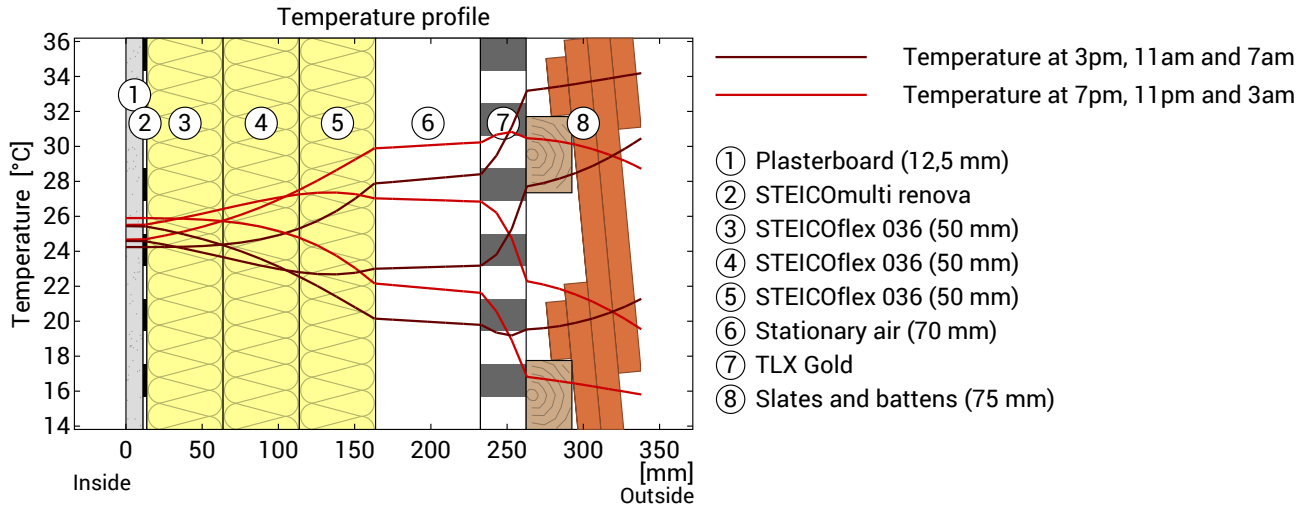 Temperature profile
Temperature [°C]
36
34
32
30
28
26
24
22
20
18
16
14
1
2
3
4
5
6
7
8
0
50
100
150
200
250
300
350
[mm]
Inside
Outside
Temperature at 3pm, 11am and 7am
Temperature at 7pm, 11pm and 3am
1 Plasterboard (12,5 mm)
2 STEICOmulti renova
3 STEICOflex 036 (50 mm)
4 STEICOflex 036 (50 mm)
5 STEICOflex 036 (50 mm)
6 Stationary air (70 mm)
7 TLX Gold
8 Slates and battens (75 mm)